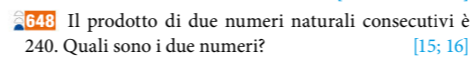 648 Il prodotto di due numeri naturali consecutivi è
240. Quali sono i due numeri? [15; 16]